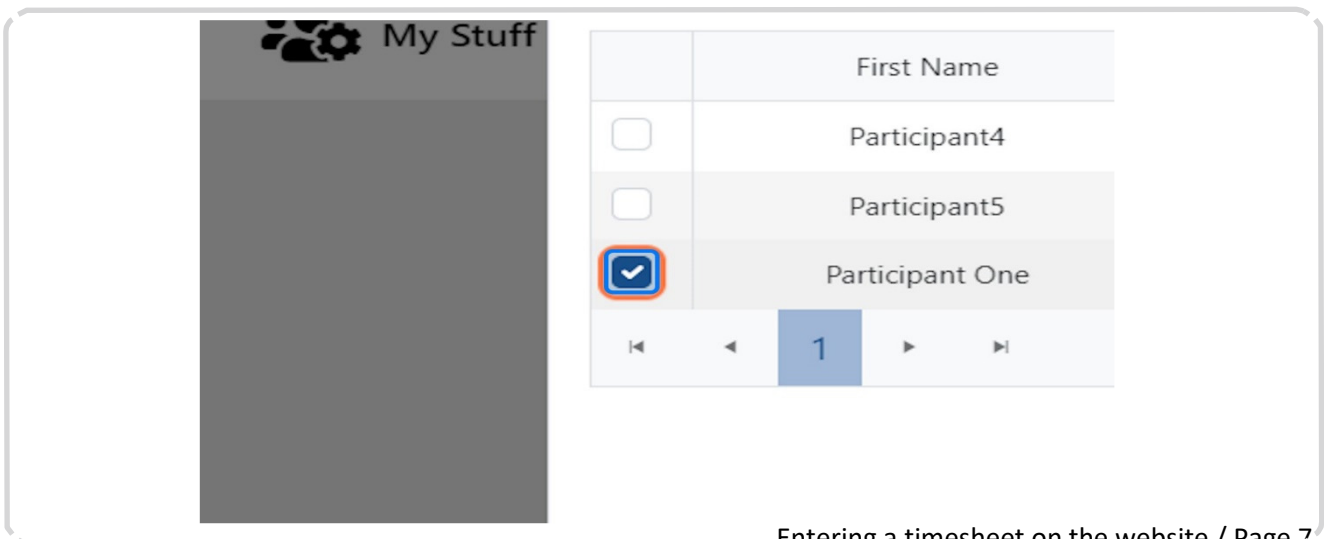 My Stuff
First Name
Participant4
Participant5
Participant One
1
Entering a timesheet on the website / Page 7